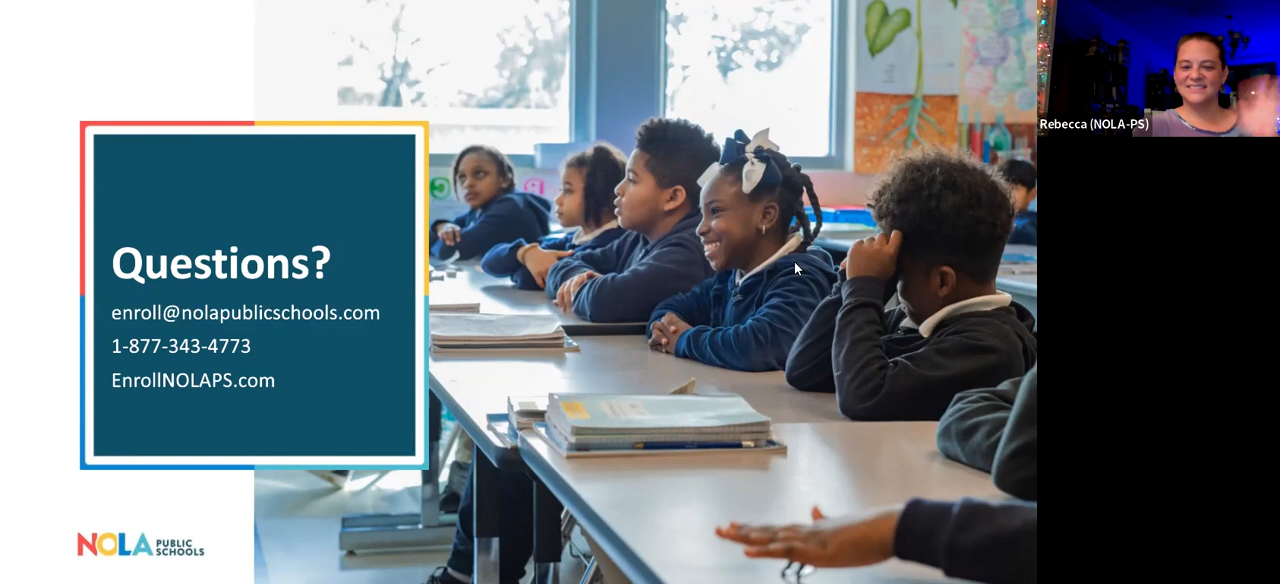 Questions?
enroll@nolapublicschools.com
1-877-343-4773
EnrollNOLAPS.com
NOLA PUBLIC SCHOOLS
Rebecca (NOLA-PS)